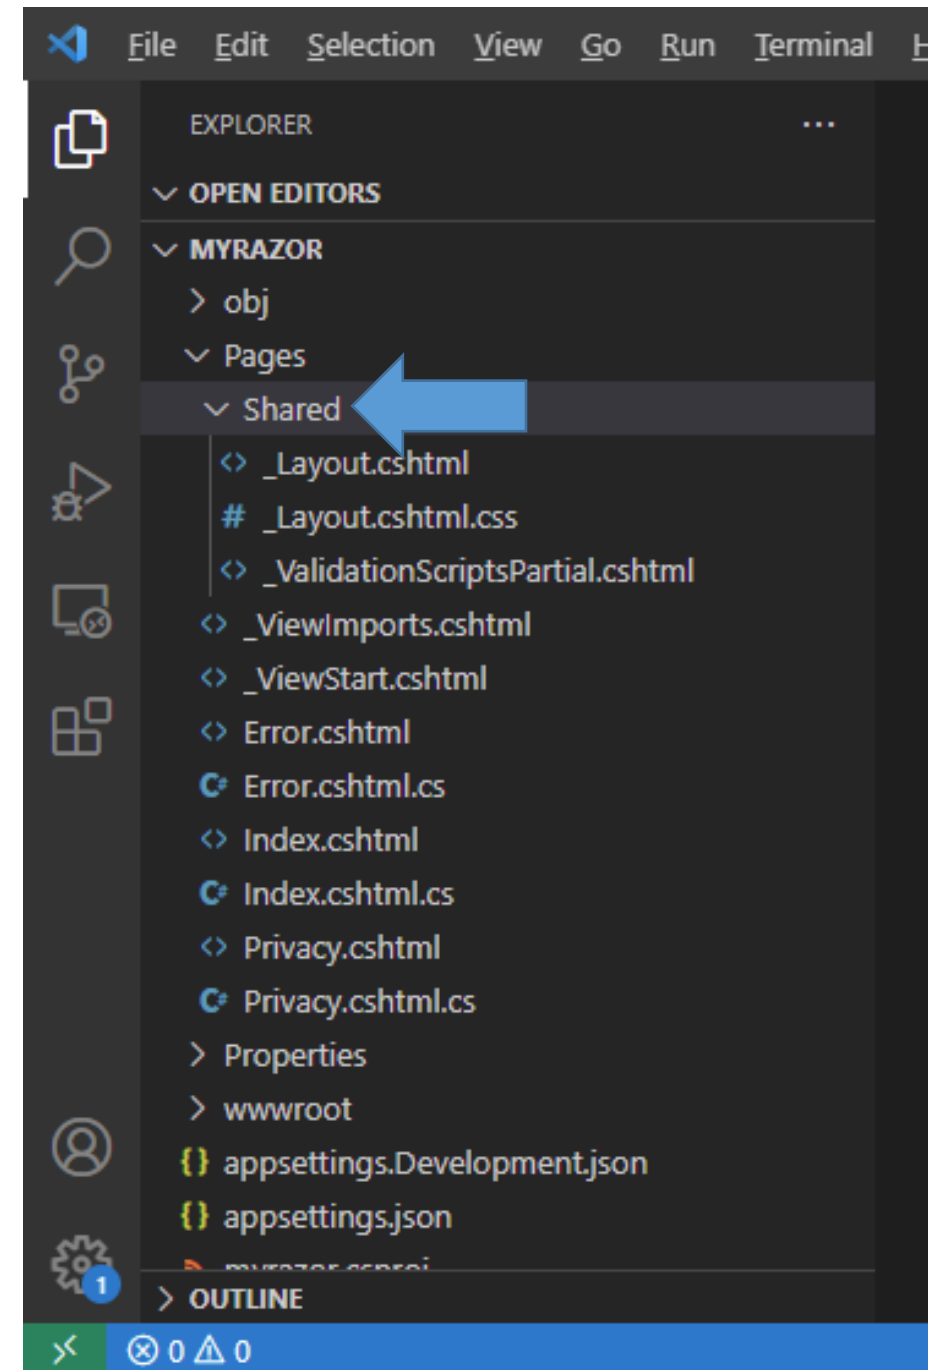 File Edit Selection View Go Run Terminal
EXPLORER ...
OPEN EDITORS
MYRAZOR
obj
Pages
Shared
_Layout.cshtml
_Layout.cshtml.css
_ValidationScriptsPartial.cshtml
_ViewImports.cshtml
_ViewStart.cshtml
Error.cshtml
C# Error.cshtml.cs
Index.cshtml
C# Index.cshtml.cs
Privacy.cshtml
C# Privacy.cshtml.cs
Properties
wwwroot
{} appsettings.Development.json
{} appsettings.json
myrazor.csproj
1
OUTLINE
0 0